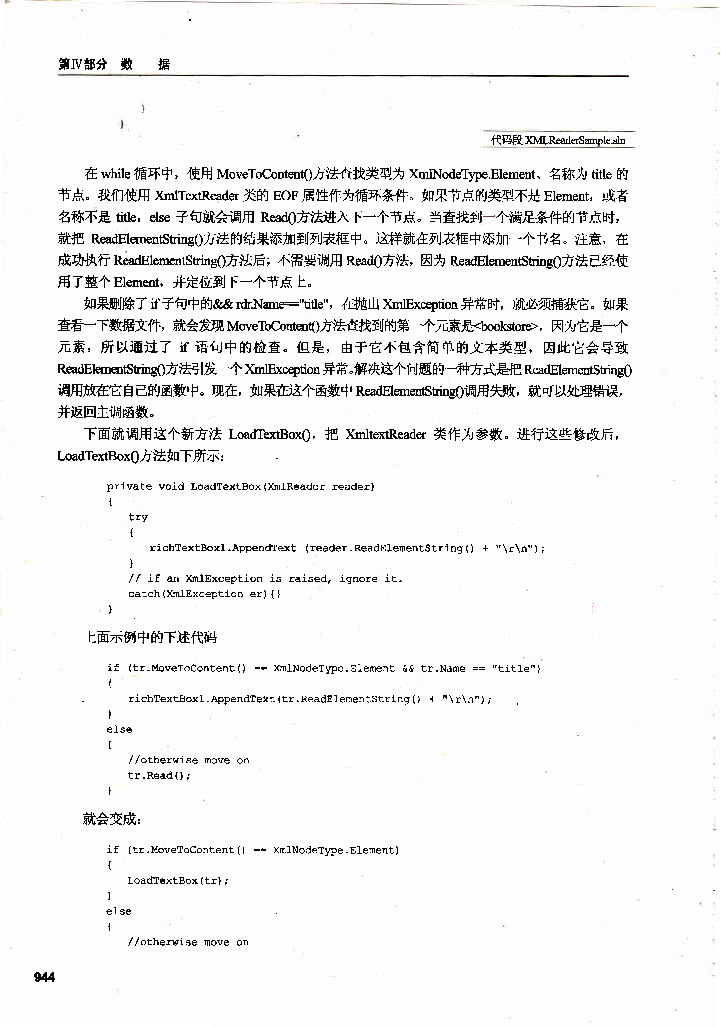 第Ⅳ部分 数 据
}
}
代码段 XMLReaderSample.sln
在 while 循环中，使用 MoveToContent()方法查找类型为 XmlNodeType.Element、名称为 title 的
节点。我们使用 XmlTextReader 类的 EOF 属性作为循环条件。如果节点的类型不是 Element，或者
名称不是 title，else 子句就会调用 Read()方法进入下一个节点。当查找到一个满足条件的节点时，
就把 ReadElementString()方法的结果添加到列表框中。这样就在列表框中添加一个书名。注意，在
成功执行 ReadElementString()方法后，不需要调用 Read()方法，因为 ReadElementString()方法已经使
用了整个 Element，并定位到下一个节点上。
如果删除了 if 子句中的&& rdr.Name=="title"，在抛出 XmlException 异常时，就必须捕获它。如果
查看一下数据文件，就会发现 MoveToContent()方法查找到的第一个元素是<bookstore>，因为它是一个
元素，所以通过了 if 语句中的检查。但是，由于它不包含简单的文本类型，因此它会导致
ReadElementString()方法引发一个 XmlException 异常。解决这个问题的一种方式是把 ReadElementString()
调用放在它自己的函数中。现在，如果在这个函数中 ReadElementString()调用失败，就可以处理错误，
并返回主调函数。
下面就调用这个新方法 LoadTextBox()，把 XmltextReader 类作为参数。进行这些修改后，
LoadTextBox()方法如下所示：
private void LoadTextBox(XmlReader reader)
{
try
{
richTextBox1.AppendText (reader.ReadElementString() + "\r\n");
}
// if an XmlException is raised, ignore it.
catch(XmlException er){}
}
上面示例中的下述代码
if (tr.MoveToContent() == XmlNodeType.Element && tr.Name == "title")
{
richTextBox1.AppendText(tr.ReadElementString() + "\r\n");
}
else
{
//otherwise move on
tr.Read();
}
就会变成：
if (tr.MoveToContent() == XmlNodeType.Element)
{
LoadTextBox(tr);
}
else
{
//otherwise move on
944